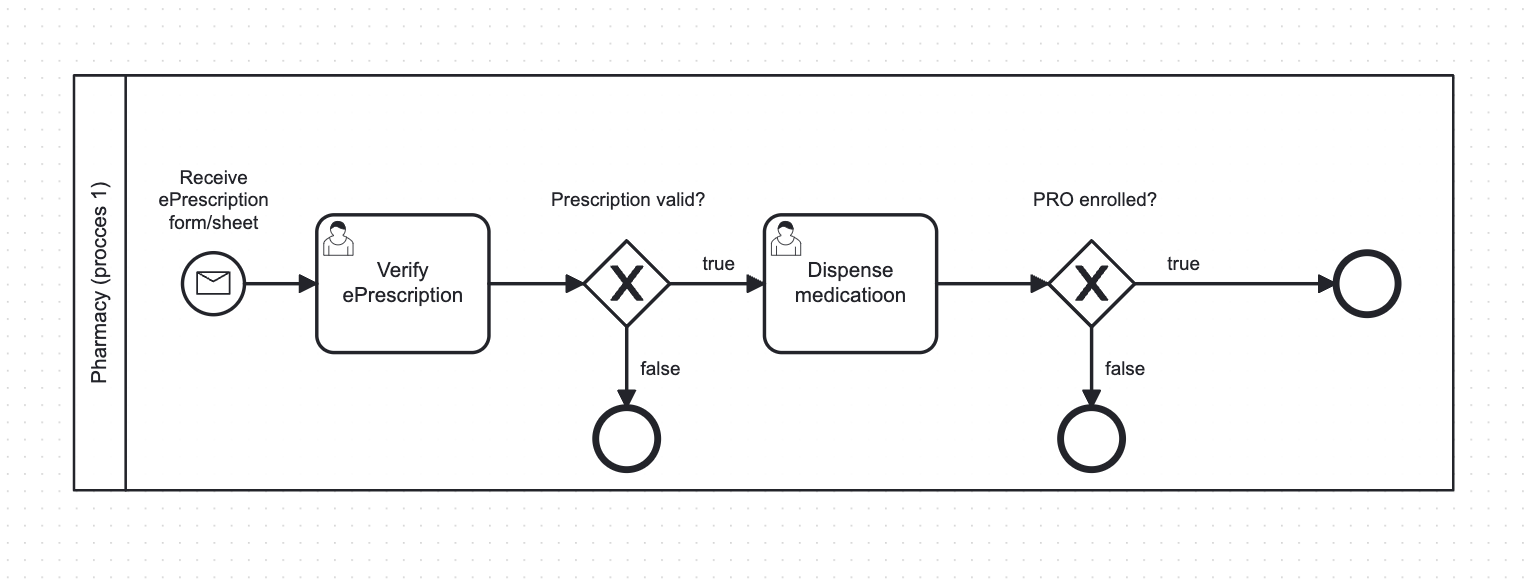 Pharmacy (procces 1)
Receive
ePrescription
form/sheet
Verify
ePrescription
Prescription valid?
X
true
false
Dispense
medicatioon
PRO enrolled?
X
true
false